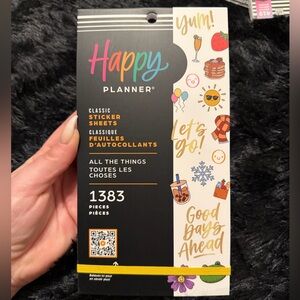 Happy
PLANNER®
CLASSIC
STICKER
SHEETS
CLASSIQUE
FEUILLES
D'AUTOCOLLANTS
ALL THE THINGS
TOUTES LES
CHOSES
1383
PIECES
PIÈCES
yum!
Let's
go!
Good
Days
Ahead